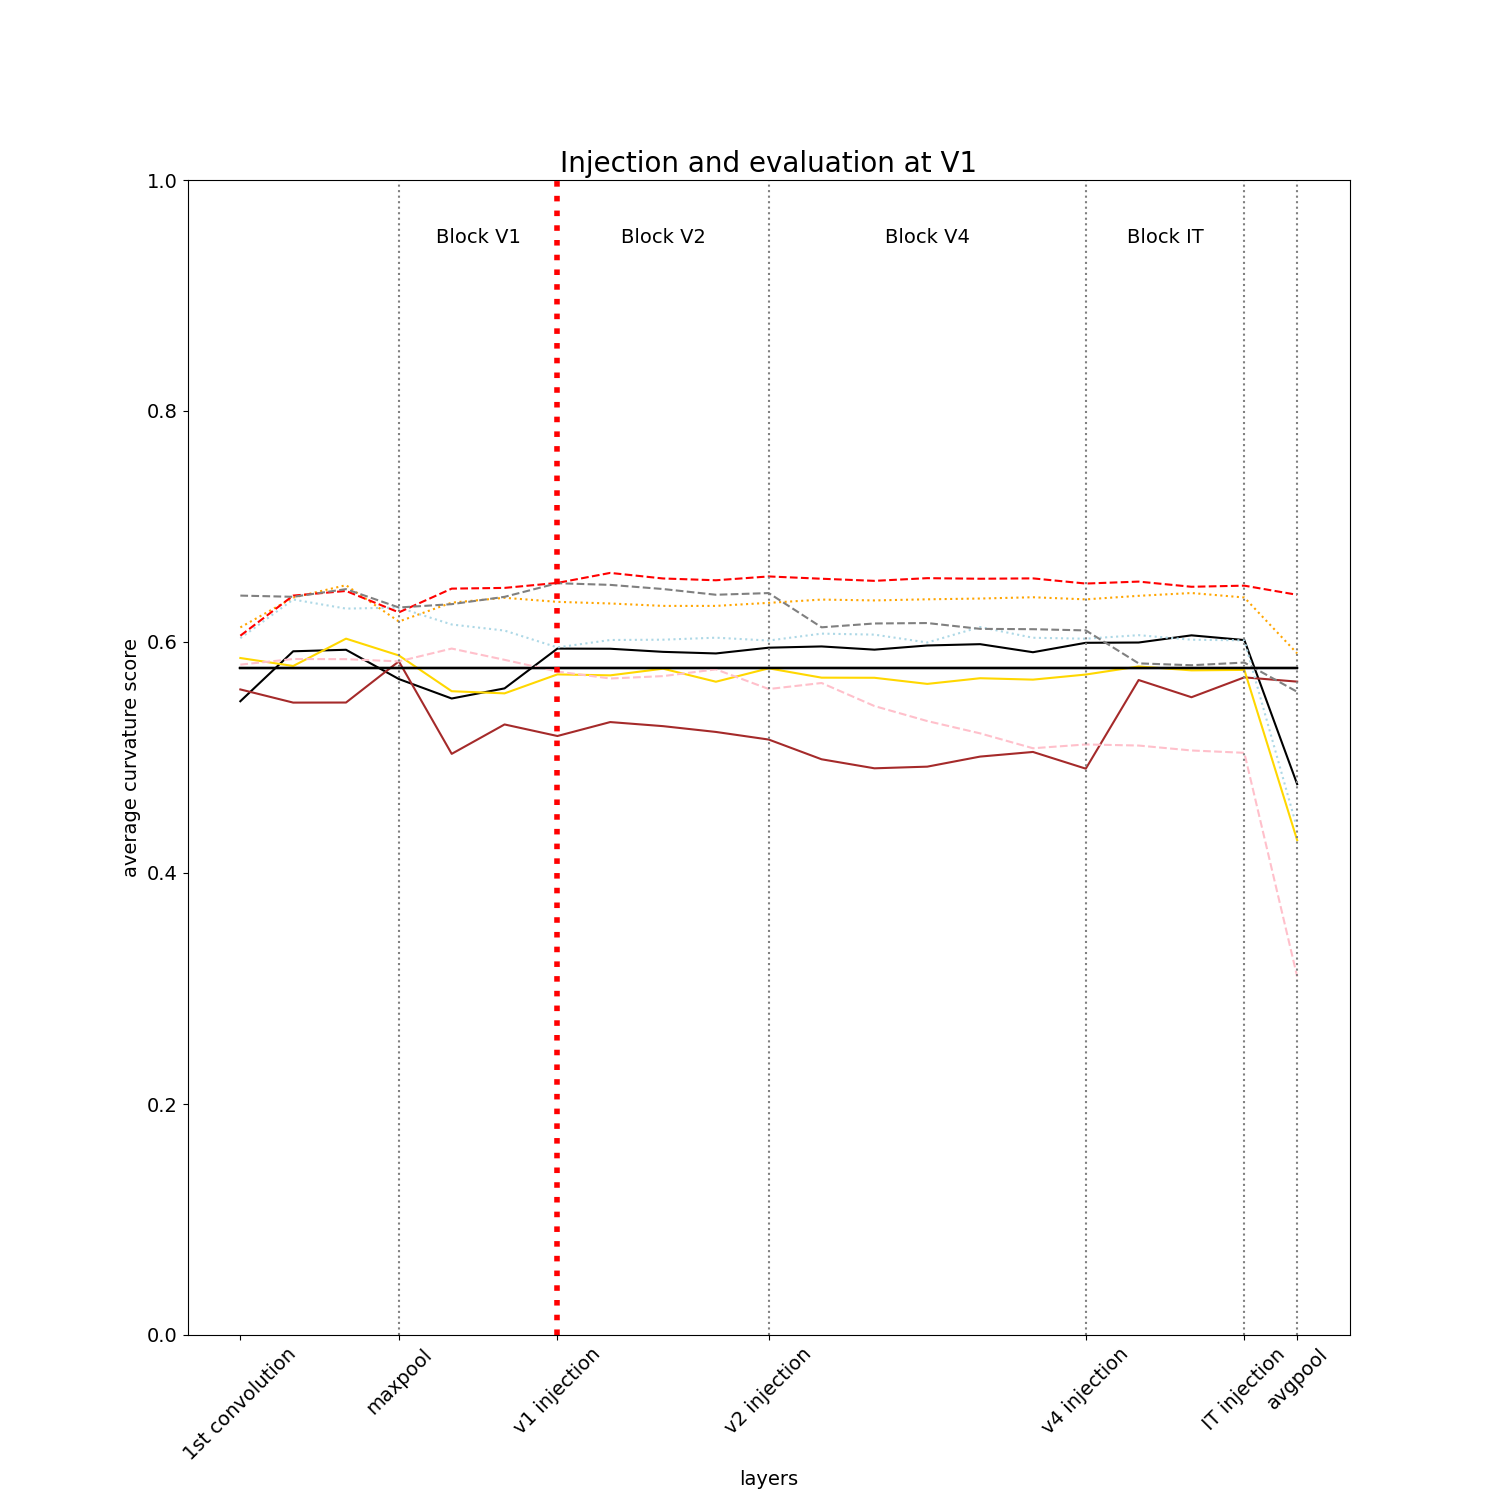 Injection and evaluation at V1
1.0
0.8
0.6
0.4
0.2
0.0
average curvature score
Block V1
Block V2
Block V4
Block IT
1st convolution
maxpool
v1 injection
v2 injection
v4 injection
IT injection
avgpool
layers